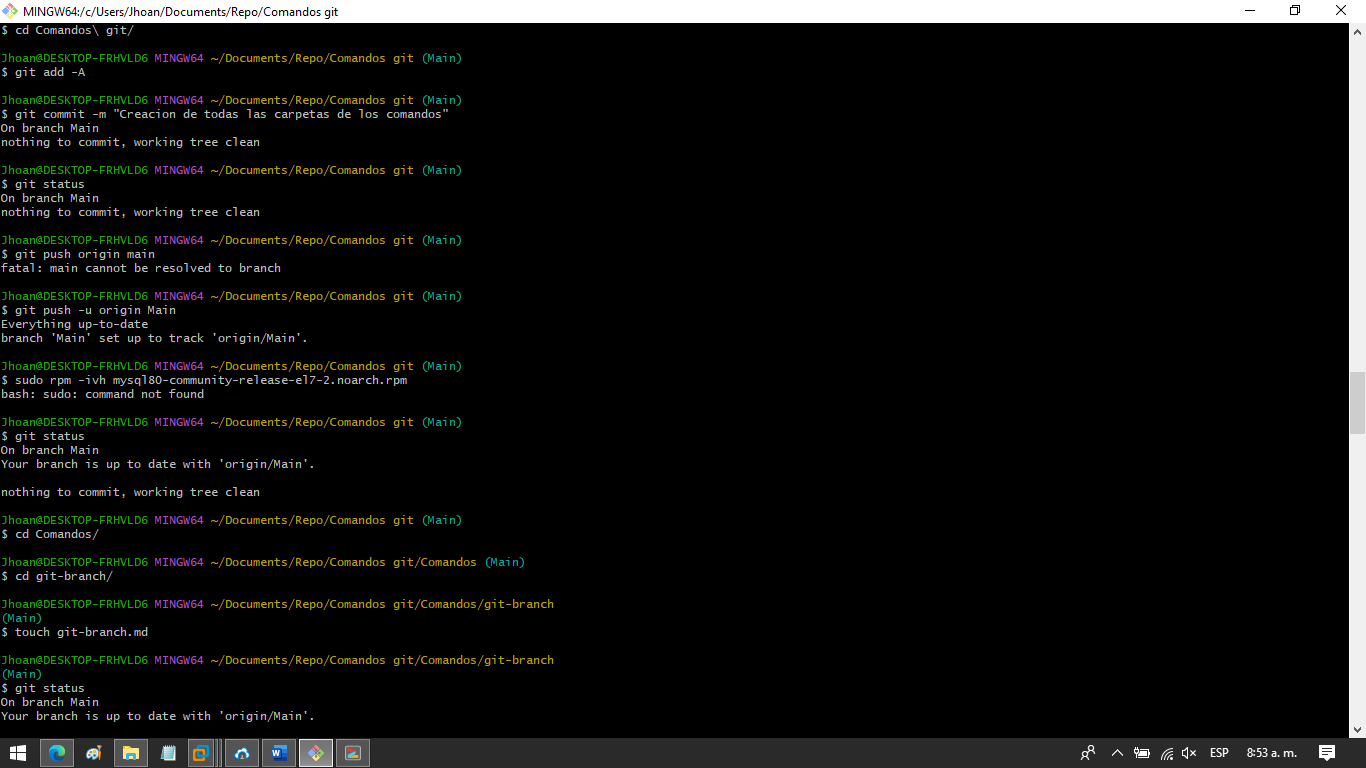 MINGW64:/c/Users/Jhoan/Documents/Repo/Comandos git
$ cd Comandos\ git/
Jhoan@DESKTOP-FRHVLD6 MINGW64 ~/Documents/Repo/Comandos git (Main)
$ git add -A
Jhoan@DESKTOP-FRHVLD6 MINGW64 ~/Documents/Repo/Comandos git (Main)
$ git commit -m "Creacion de todas las carpetas de los comandos"
On branch Main
nothing to commit, working tree clean
Jhoan@DESKTOP-FRHVLD6 MINGW64 ~/Documents/Repo/Comandos git (Main)
$ git status
On branch Main
nothing to commit, working tree clean
Jhoan@DESKTOP-FRHVLD6 MINGW64 ~/Documents/Repo/Comandos git (Main)
$ git push origin main
fatal: main cannot be resolved to branch
Jhoan@DESKTOP-FRHVLD6 MINGW64 ~/Documents/Repo/Comandos git (Main)
$ git push -u origin Main
Everything up-to-date
branch 'Main' set up to track 'origin/Main'.
Jhoan@DESKTOP-FRHVLD6 MINGW64 ~/Documents/Repo/Comandos git (Main)
$ sudo rpm -ivh mysql80-community-release-el7-2.noarch.rpm
bash: sudo: command not found
Jhoan@DESKTOP-FRHVLD6 MINGW64 ~/Documents/Repo/Comandos git (Main)
$ git status
On branch Main
Your branch is up to date with 'origin/Main'.
nothing to commit, working tree clean
Jhoan@DESKTOP-FRHVLD6 MINGW64 ~/Documents/Repo/Comandos git (Main)
$ cd Comandos/
Jhoan@DESKTOP-FRHVLD6 MINGW64 ~/Documents/Repo/Comandos git/Comandos (Main)
$ cd git-branch/
Jhoan@DESKTOP-FRHVLD6 MINGW64 ~/Documents/Repo/Comandos git/Comandos/git-branch
(Main)
$ touch git-branch.md
Jhoan@DESKTOP-FRHVLD6 MINGW64 ~/Documents/Repo/Comandos git/Comandos/git-branch
(Main)
$ git status
On branch Main
Your branch is up to date with 'origin/Main'.
ESP 8:53 a. m.